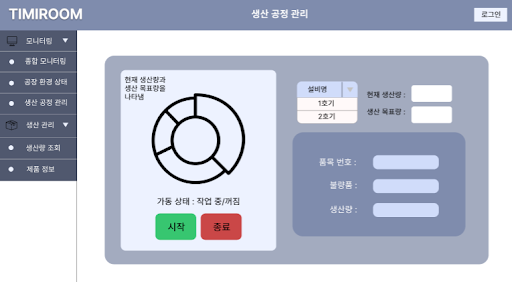 TIMIROOM
생산 공정 관리
로그인
모니터링 ▼
종합 모니터링
공장 환경 상태
생산 공정 관리
생산 관리 ▼
생산량 조회
제품 정보
현재 생산량과
생산 목표량을
나타냄
가동 상태 : 작업 중/꺼짐
시작
종료
설비명 ▼
1호기
2호기
현재 생산량 :
생산 목표량 :
품목 번호 :
불량품 :
생산량 :